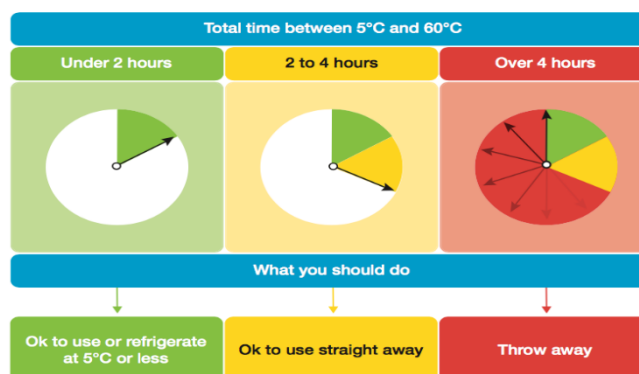 Total time between 5°C and 60°C
Under 2 hours
2 to 4 hours
Over 4 hours
What you should do
Ok to use or refrigerate
at 5°C or less
Ok to use straight away
Throw away